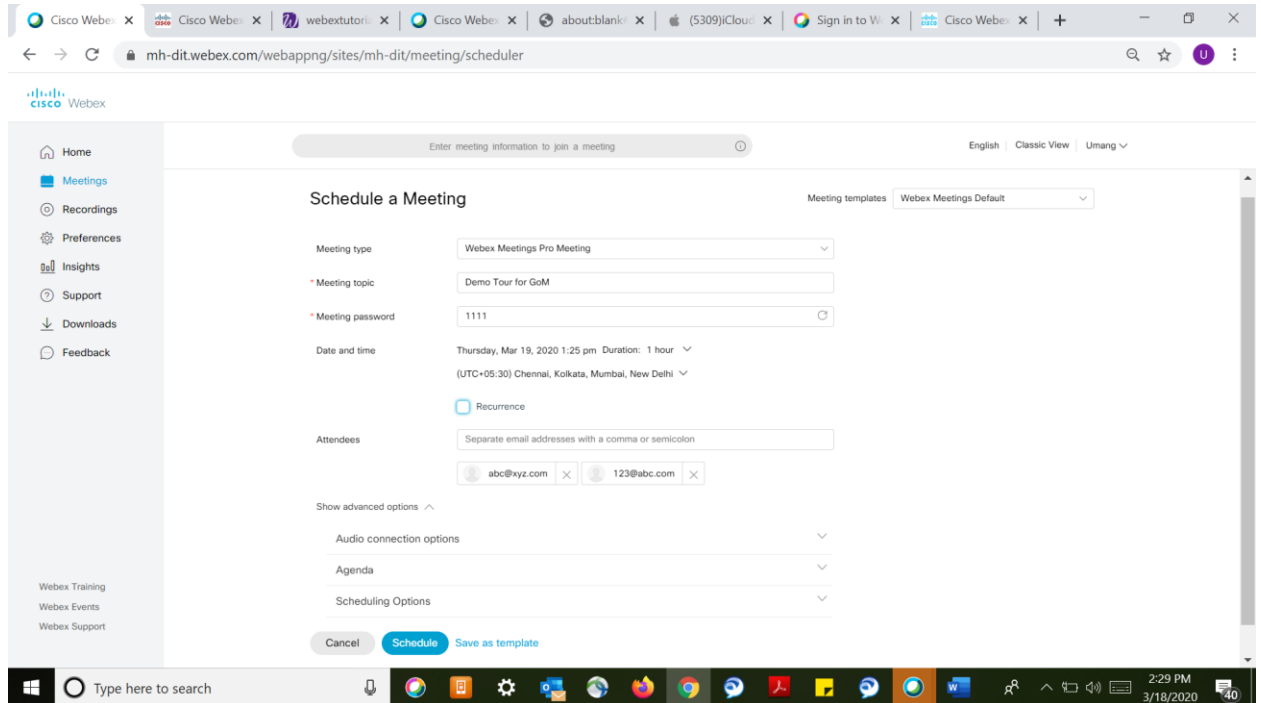 Cisco Webex
Cisco Webex
webextutoria
Cisco Webex
about:blank
(5309)iCloud
Sign in to W
Cisco Webex
mh-dit.webex.com/webappng/sites/mh-dit/meeting/scheduler
U
cisco Webex
Enter meeting information to join a meeting
English Classic View Umang
Home
Meetings
Recordings
Preferences
Insights
Support
Downloads
Feedback
Webex Training
Webex Events
Webex Support
Schedule a Meeting
Meeting templates Webex Meetings Default
Meeting type Webex Meetings Pro Meeting
* Meeting topic Demo Tour for GoM
* Meeting password 1111
Date and time Thursday, Mar 19, 2020 1:25 pm Duration: 1 hour
(UTC+05:30) Chennai, Kolkata, Mumbai, New Delhi
Recurrence
Attendees Separate email addresses with a comma or semicolon
abc@xyz.com 123@abc.com
Show advanced options
Audio connection options
Agenda
Scheduling Options
Cancel Schedule Save as template
Type here to search
2:29 PM
3/18/2020
40